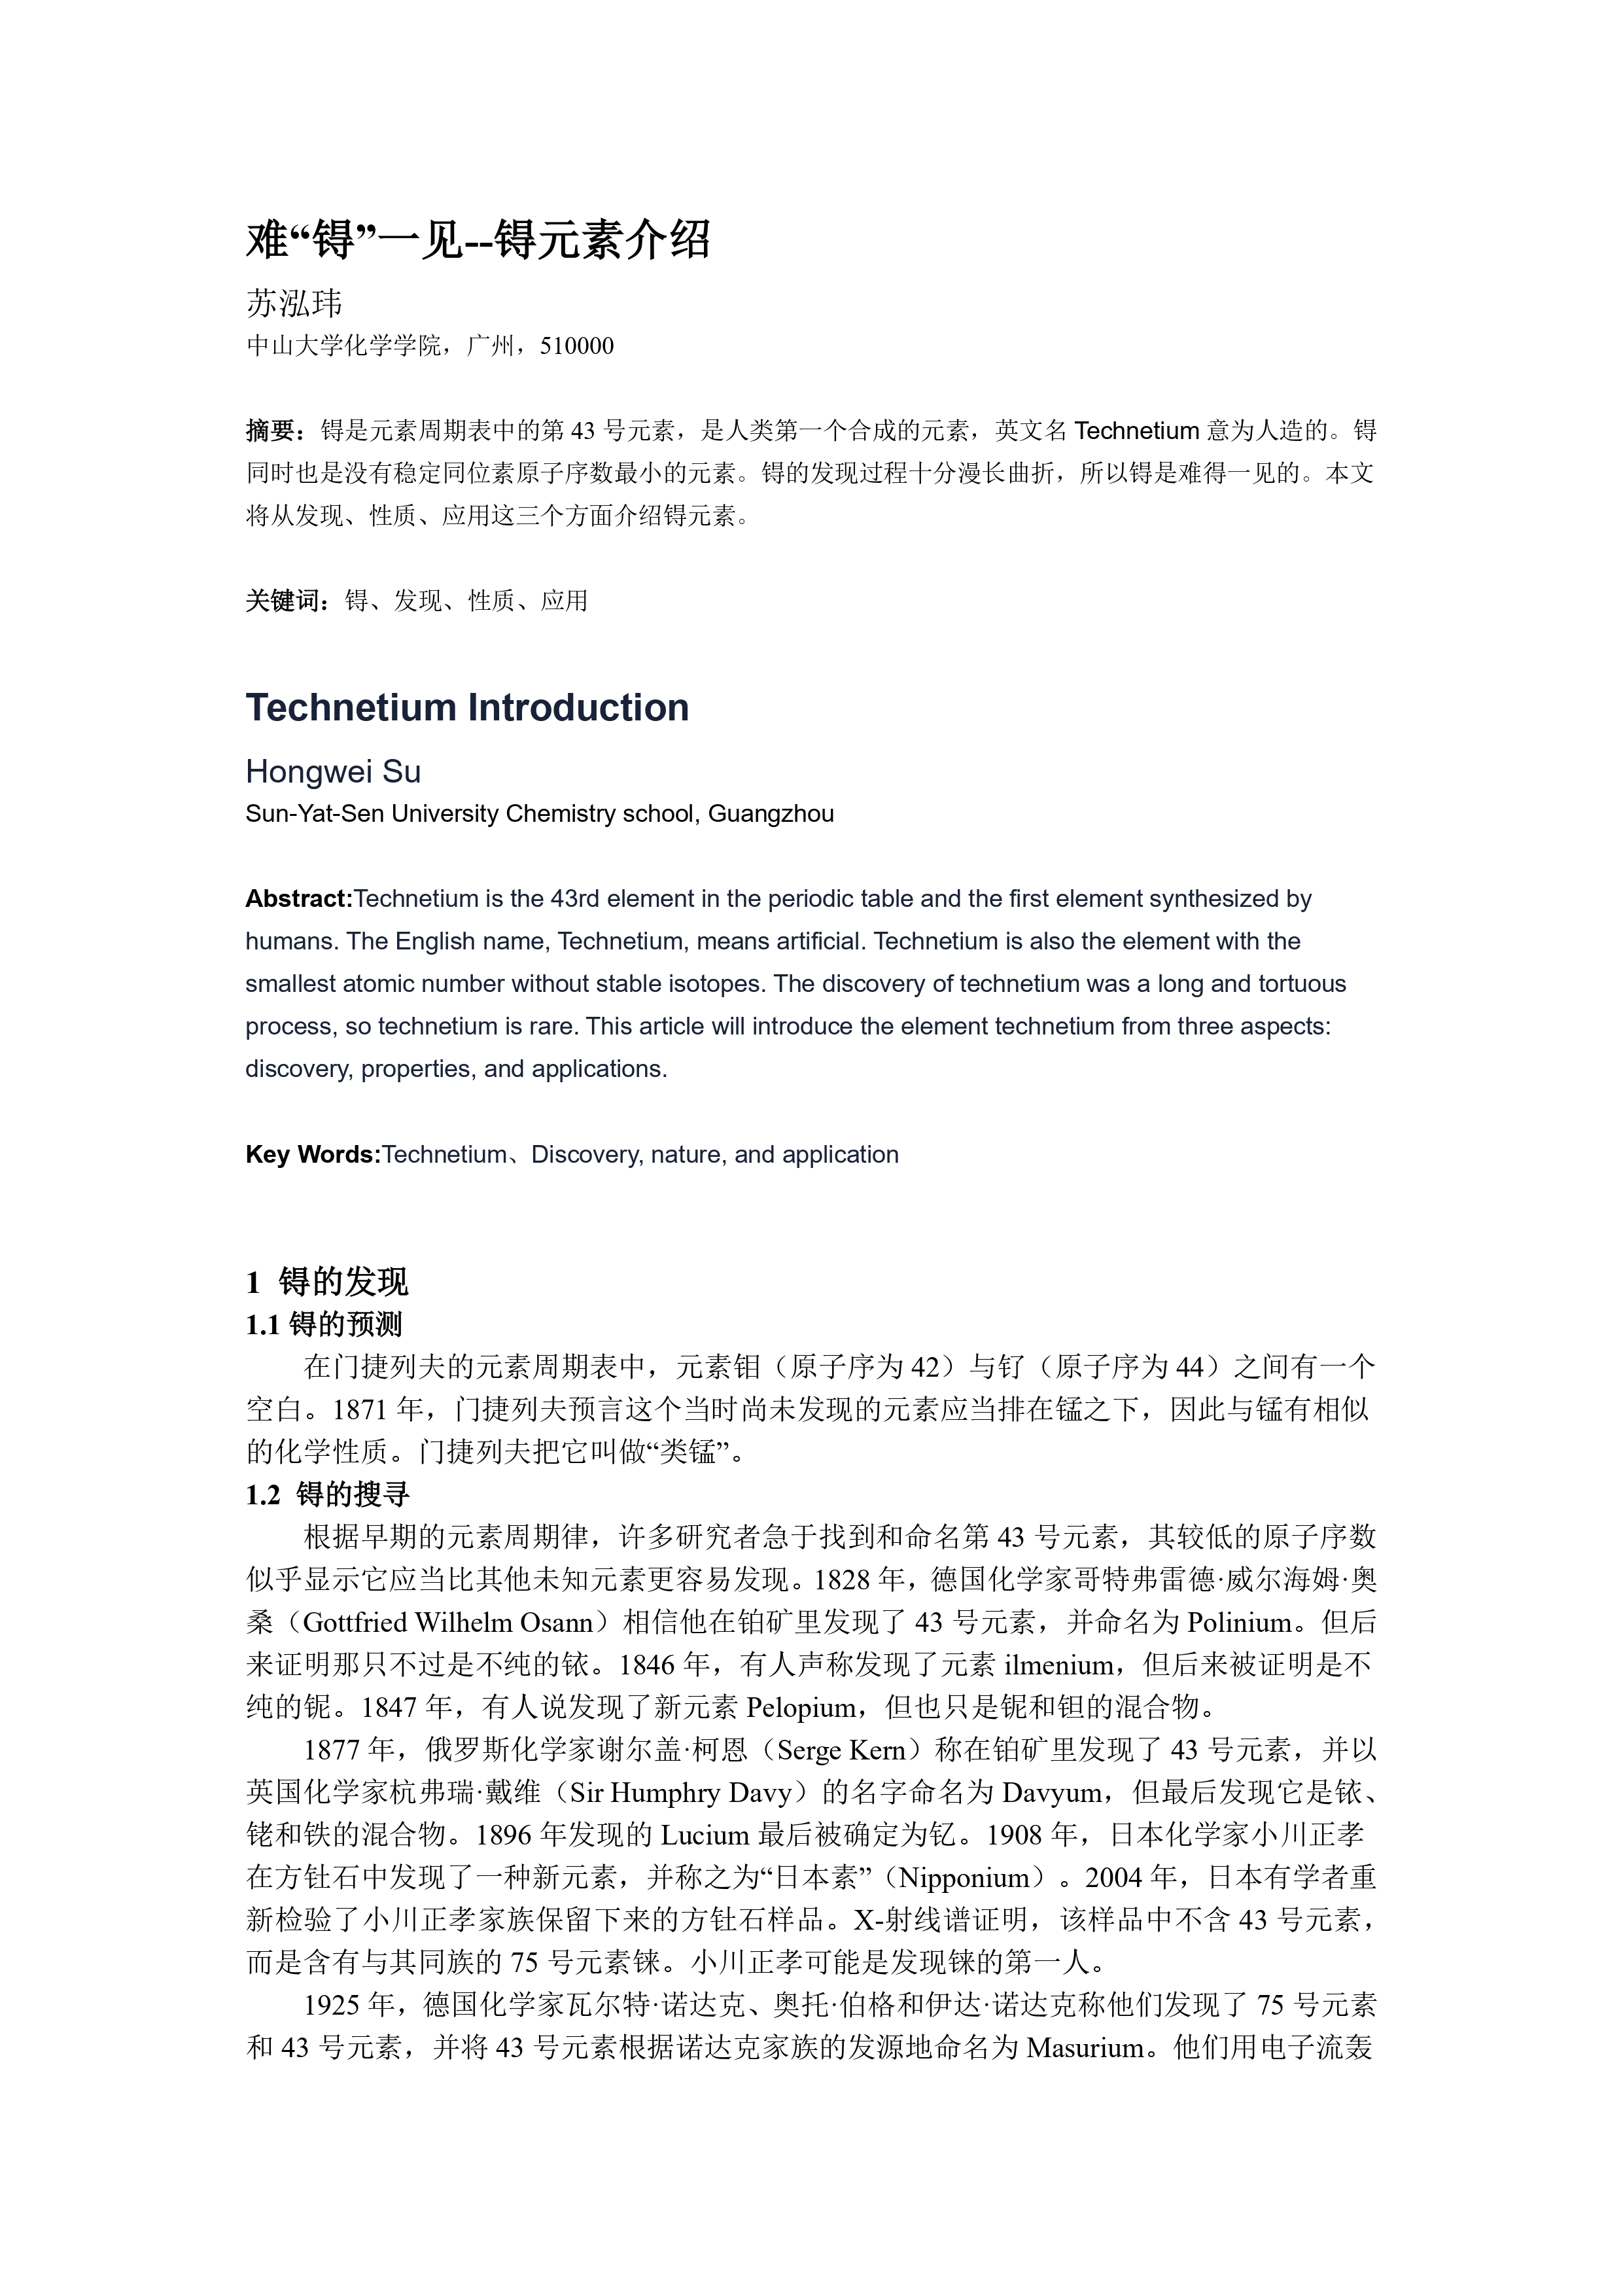 难“锝”一见--锝元素介绍
苏泓玮
中山大学化学学院，广州，510000
摘要：锝是元素周期表中的第 43 号元素，是人类第一个合成的元素，英文名 Technetium 意为人造的。锝
同时也是没有稳定同位素原子序数最小的元素。锝的发现过程十分漫长曲折，所以锝是难得一见的。本文
将从发现、性质、应用这三个方面介绍锝元素。
关键词：锝、发现、性质、应用
Technetium Introduction
Hongwei Su
Sun-Yat-Sen University Chemistry school, Guangzhou
Abstract:Technetium is the 43rd element in the periodic table and the first element synthesized by
humans. The English name, Technetium, means artificial. Technetium is also the element with the
smallest atomic number without stable isotopes. The discovery of technetium was a long and tortuous
process, so technetium is rare. This article will introduce the element technetium from three aspects:
discovery, properties, and applications.
Key Words:Technetium、Discovery, nature, and application
1 锝的发现
1.1 锝的预测
在门捷列夫的元素周期表中，元素钼（原子序为 42）与钌（原子序为 44）之间有一个
空白。1871 年，门捷列夫预言这个当时尚未发现的元素应当排在锰之下，因此与锰有相似
的化学性质。门捷列夫把它叫做“类锰”。
1.2 锝的搜寻
根据早期的元素周期律，许多研究者急于找到和命名第 43 号元素，其较低的原子序数
似乎显示它应当比其他未知元素更容易发现。1828 年，德国化学家哥特弗雷德·威尔海姆·奥
桑（Gottfried Wilhelm Osann）相信他在铂矿里发现了 43 号元素，并命名为 Polinium。但后
来证明那只不过是不纯的铱。1846 年，有人声称发现了元素 ilmenium，但后来被证明是不
纯的铌。1847 年，有人说发现了新元素 Pelopium，但也只是铌和钽的混合物。
1877 年，俄罗斯化学家谢尔盖·柯恩（Serge Kern）称在铂矿里发现了 43 号元素，并以
英国化学家杭弗瑞·戴维（Sir Humphry Davy）的名字命名为 Davyum，但最后发现它是铱、
铑和铁的混合物。1896 年发现的 Lucium 最后被确定为钇。1908 年，日本化学家小川正孝
在方钍石中发现了一种新元素，并称之为“日本素”（Nipponium）。2004 年，日本有学者重
新检验了小川正孝家族保留下来的方钍石样品。X-射线谱证明，该样品中不含 43 号元素，
而是含有与其同族的 75 号元素铼。小川正孝可能是发现铼的第一人。
1925 年，德国化学家瓦尔特·诺达克、奥托·伯格和伊达·诺达克称他们发现了 75 号元素
和 43 号元素，并将 43 号元素根据诺达克家族的发源地命名为 Masurium。他们用电子流轰